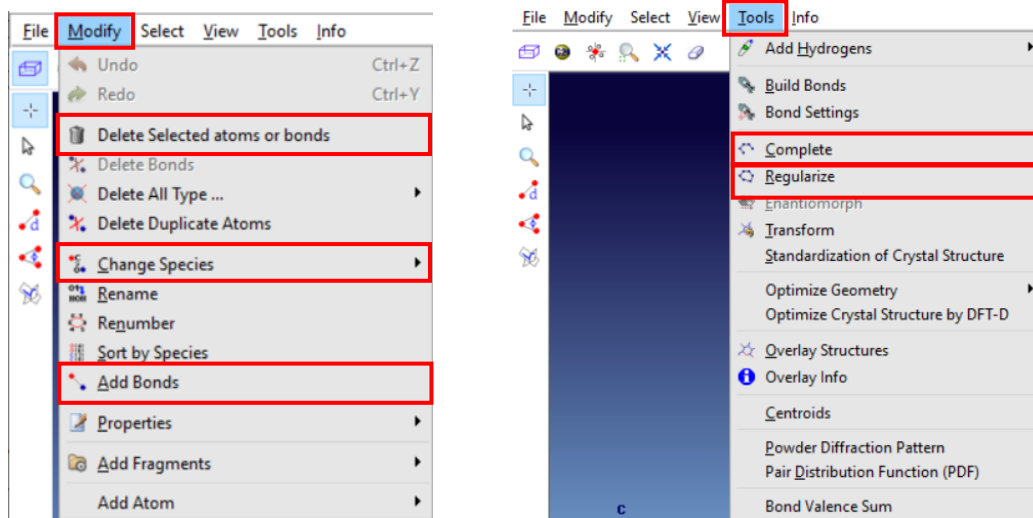 File Modify Select View Tools Info
Undo Ctrl+Z
Redo Ctrl+Y
Delete Selected atoms or bonds
Delete Bonds
Delete All Type ...
Delete Duplicate Atoms
Change Species
Rename
Renumber
Sort by Species
Add Bonds
Properties
Add Fragments
Add Atom
File Modify Select View Tools Info
Add Hydrogens
Build Bonds
Bond Settings
Complete
Regularize
Enantiomorph
Transform
Standardization of Crystal Structure
Optimize Geometry
Optimize Crystal Structure by DFT-D
Overlay Structures
Overlay Info
Centroids
Powder Diffraction Pattern
Pair Distribution Function (PDF)
Bond Valence Sum
c